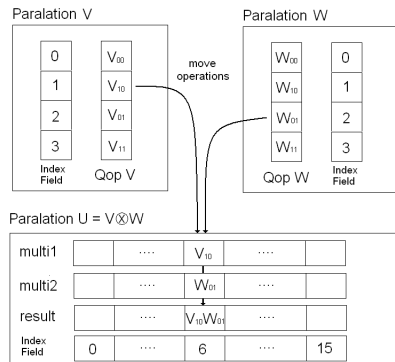 Paralation V
0
1
2
3
Index
Field
V00
V10
V01
V11
Qop V
move
operations
Paralation W
W00
W10
W01
W11
Qop W
0
1
2
3
Index
Field
Paralation U = V⊗W
multi1 .... V10 ....
multi2 .... W01 ....
result .... V10W01 ....
Index
Field 0 .... 6 .... 15